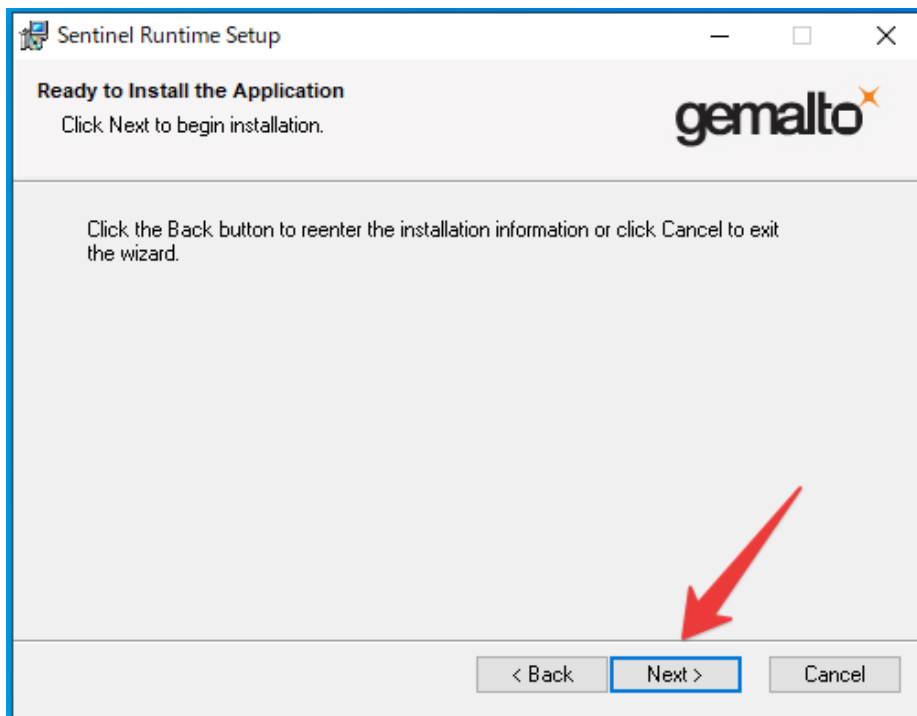 Sentinel Runtime Setup
Ready to Install the Application
Click Next to begin installation.
gemalto
Click the Back button to reenter the installation information or click Cancel to exit
the wizard.
< Back
Next >
Cancel